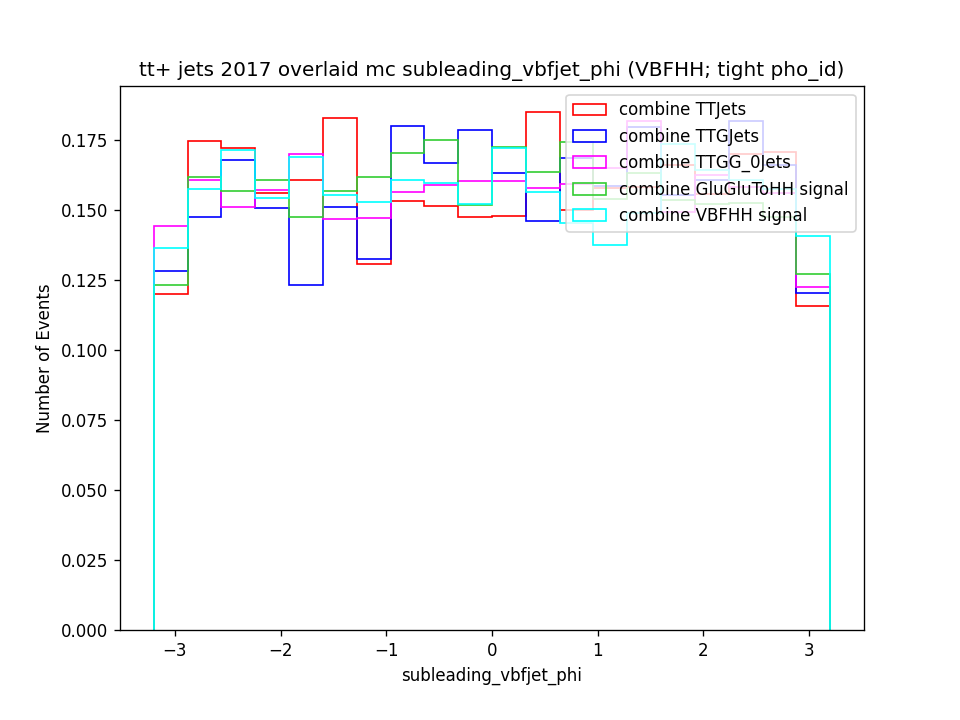 tt+ jets 2017 overlaid mc subleading_vbfjet_phi (VBFHH; tight pho_id)
combine TTJets
combine TTGJets
combine TTGG_0Jets
combine GluGluToHH signal
combine VBFHH signal
Number of Events
0.175
0.150
0.125
0.100
0.075
0.050
0.025
0.000
−3 −2 −1 0 1 2 3
subleading_vbfjet_phi